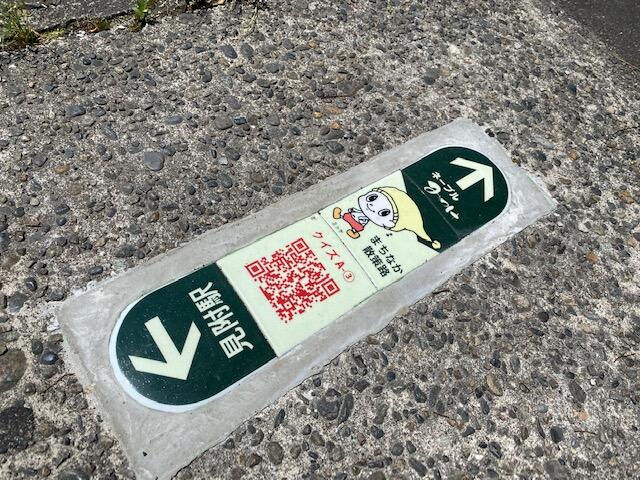 ネーブル
みつけ
まちなか
散策路
クイズA-③
見附駅